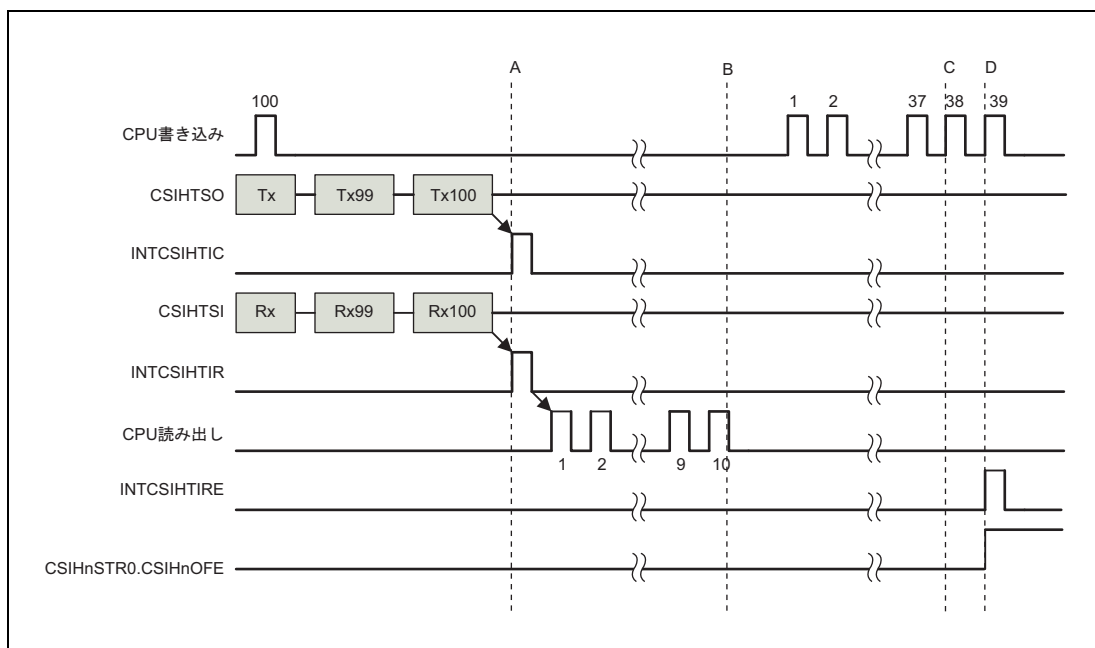 A B C D
100 1 2 37 38 39
CPU書き込み
CSIHTSO Tx Tx99 Tx100
INTCSIHTIC
CSIHTSI Rx Rx99 Rx100
INTCSIHTIR
CPU読み出し
1 2 9 10
INTCSIHTIRE
CSIHnSTR0.CSIHnOFE